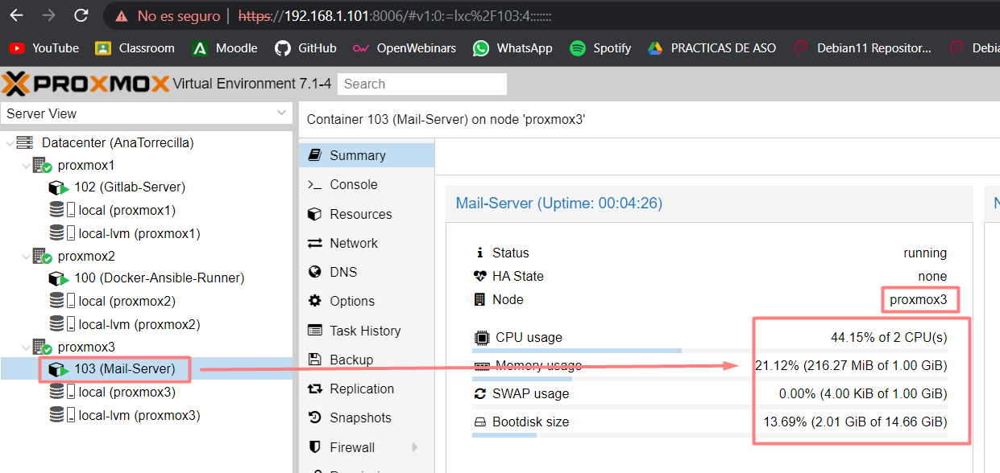 No es seguro | https://192.168.1.101:8006/#v1:0:=lxc%2F103:4:::::::
YouTube Classroom Moodle GitHub OpenWebinars WhatsApp Spotify PRACTICAS DE ASO Debian11 Repositor... Debia
PROXMOX Virtual Environment 7.1-4 Search
Server View
Datacenter (AnaTorrecilla)
proxmox1
102 (Gitlab-Server)
local (proxmox1)
local-lvm (proxmox1)
proxmox2
100 (Docker-Ansible-Runner)
local (proxmox2)
local-lvm (proxmox2)
proxmox3
103 (Mail-Server)
local (proxmox3)
local-lvm (proxmox3)
Container 103 (Mail-Server) on node 'proxmox3'
Summary
Console
Resources
Network
DNS
Options
Task History
Backup
Replication
Snapshots
Firewall
Mail-Server (Uptime: 00:04:26)
Status running
HA State none
Node proxmox3
CPU usage 44.15% of 2 CPU(s)
Memory usage 21.12% (216.27 MiB of 1.00 GiB)
SWAP usage 0.00% (4.00 KiB of 1.00 GiB)
Bootdisk size 13.69% (2.01 GiB of 14.66 GiB)